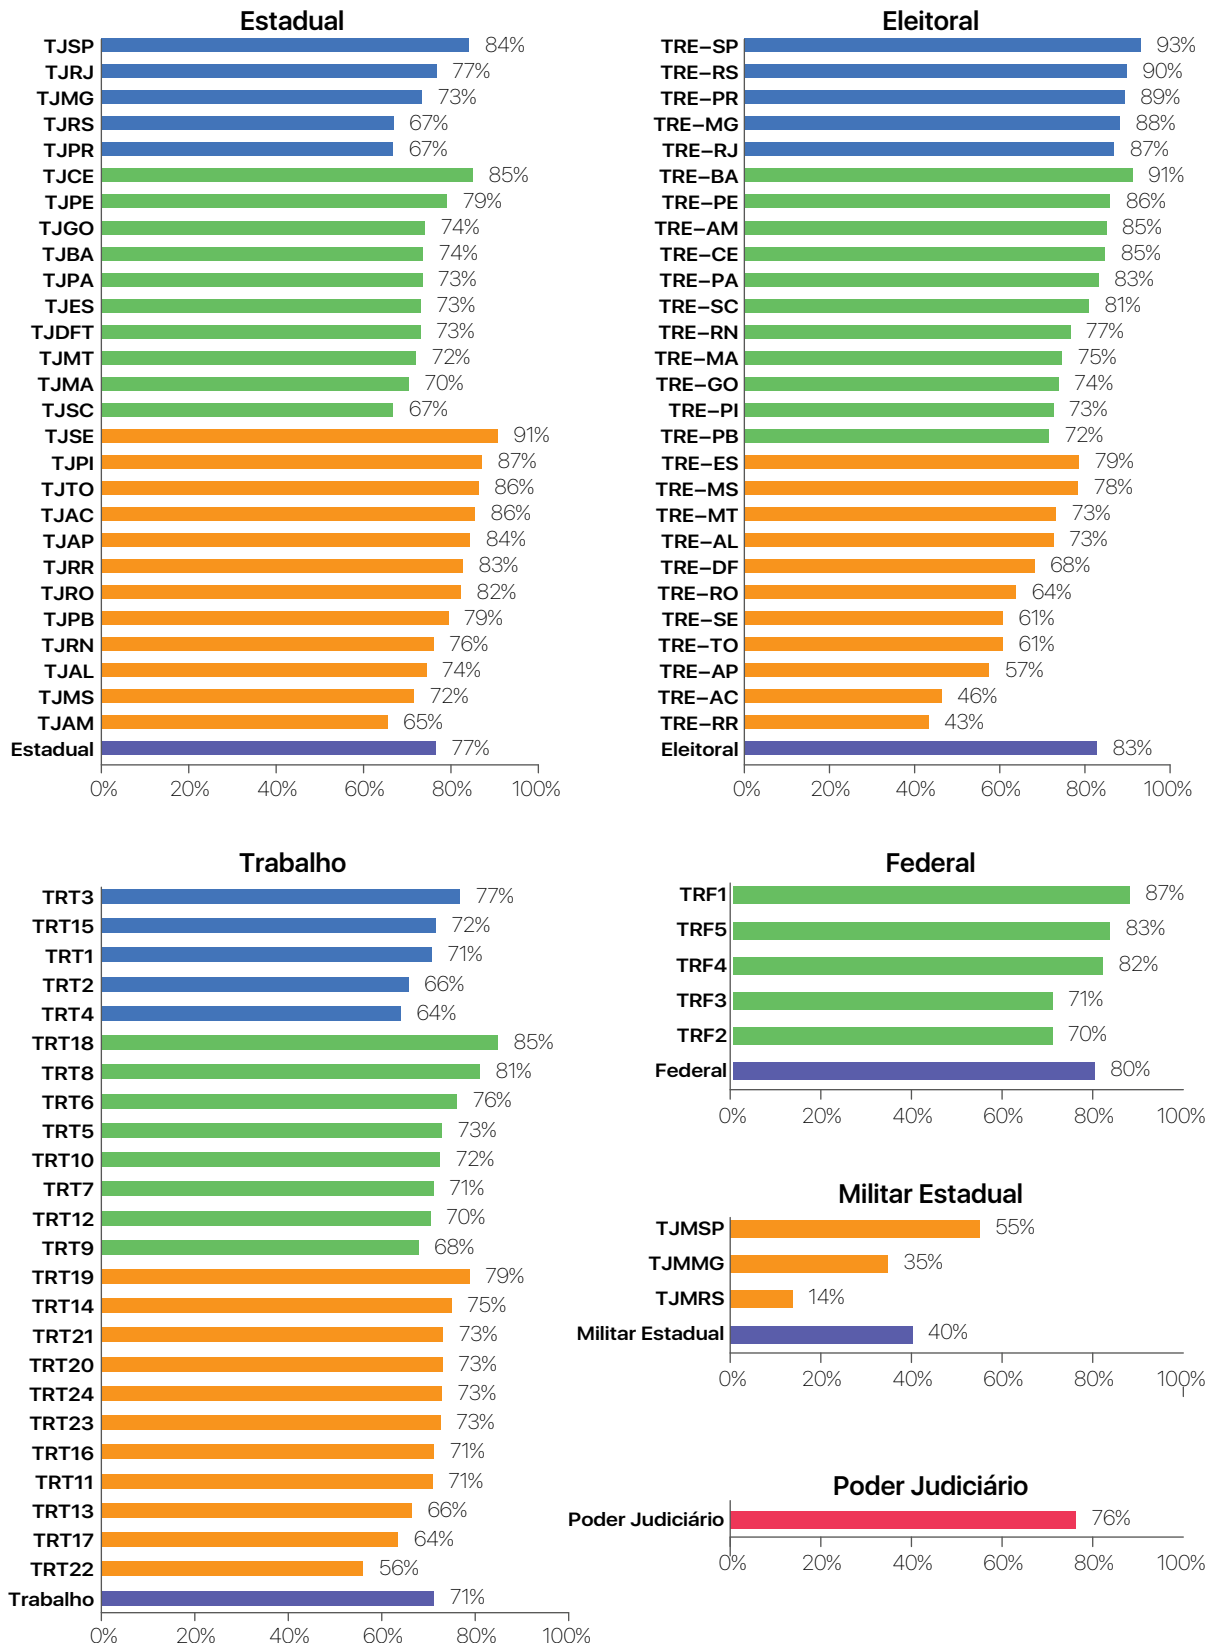 Estadual
TJSP 84%
TJRJ 77%
TJMG 73%
TJRS 67%
TJPR 67%
TJCE 85%
TJPE 79%
TJGO 74%
TJBA 74%
TJPA 73%
TJES 73%
TJDFT 73%
TJMT 72%
TJMA 70%
TJSC 67%
TJSE 91%
TJPI 87%
TJTO 86%
TJAC 86%
TJAP 84%
TJRR 83%
TJRO 82%
TJPB 79%
TJRN 76%
TJAL 74%
TJMS 72%
TJAM 65%
Estadual 77%
0% 20% 40% 60% 80% 100%
Eleitoral
TRE–SP 93%
TRE–RS 90%
TRE–PR 89%
TRE–MG 88%
TRE–RJ 87%
TRE–BA 91%
TRE–PE 86%
TRE–AM 85%
TRE–CE 85%
TRE–PA 83%
TRE–SC 81%
TRE–RN 77%
TRE–MA 75%
TRE–GO 74%
TRE–PI 73%
TRE–PB 72%
TRE–ES 79%
TRE–MS 78%
TRE–MT 73%
TRE–AL 73%
TRE–DF 68%
TRE–RO 64%
TRE–SE 61%
TRE–TO 61%
TRE–AP 57%
TRE–AC 46%
TRE–RR 43%
Eleitoral 83%
0% 20% 40% 60% 80% 100%
Trabalho
TRT3 77%
TRT15 72%
TRT1 71%
TRT2 66%
TRT4 64%
TRT18 85%
TRT8 81%
TRT6 76%
TRT5 73%
TRT10 72%
TRT7 71%
TRT12 70%
TRT9 68%
TRT19 79%
TRT14 75%
TRT21 73%
TRT20 73%
TRT24 73%
TRT23 73%
TRT16 71%
TRT11 71%
TRT13 66%
TRT17 64%
TRT22 56%
Trabalho 71%
0% 20% 40% 60% 80% 100%
Federal
TRF1 87%
TRF5 83%
TRF4 82%
TRF3 71%
TRF2 70%
Federal 80%
0% 20% 40% 60% 80% 100%
Militar Estadual
TJMSP 55%
TJMMG 35%
TJMRS 14%
Militar Estadual 40%
0% 20% 40% 60% 80% 100%
Poder Judiciário
Poder Judiciário 76%
0% 20% 40% 60% 80% 100%